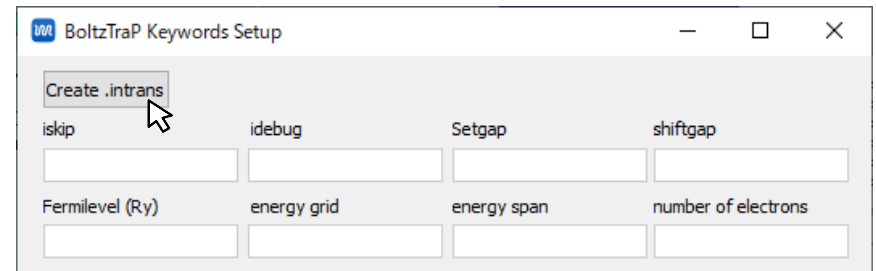 BoltzTraP Keywords Setup
Create .intrans
iskip idebug Setgap shiftgap
Fermilevel (Ry) energy grid energy span number of electrons